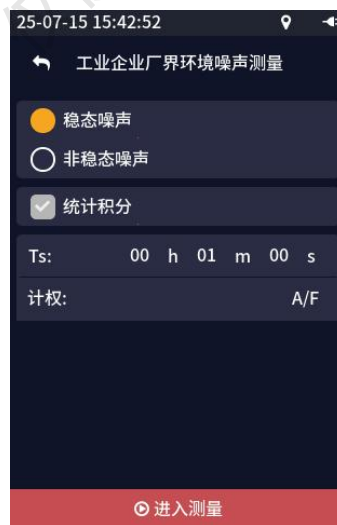 25-07-15 15:42:52
工业企业厂界环境噪声测量
稳态噪声
非稳态噪声
统计积分
Ts: 00 h 01 m 00 s
计权: A/F
进入测量